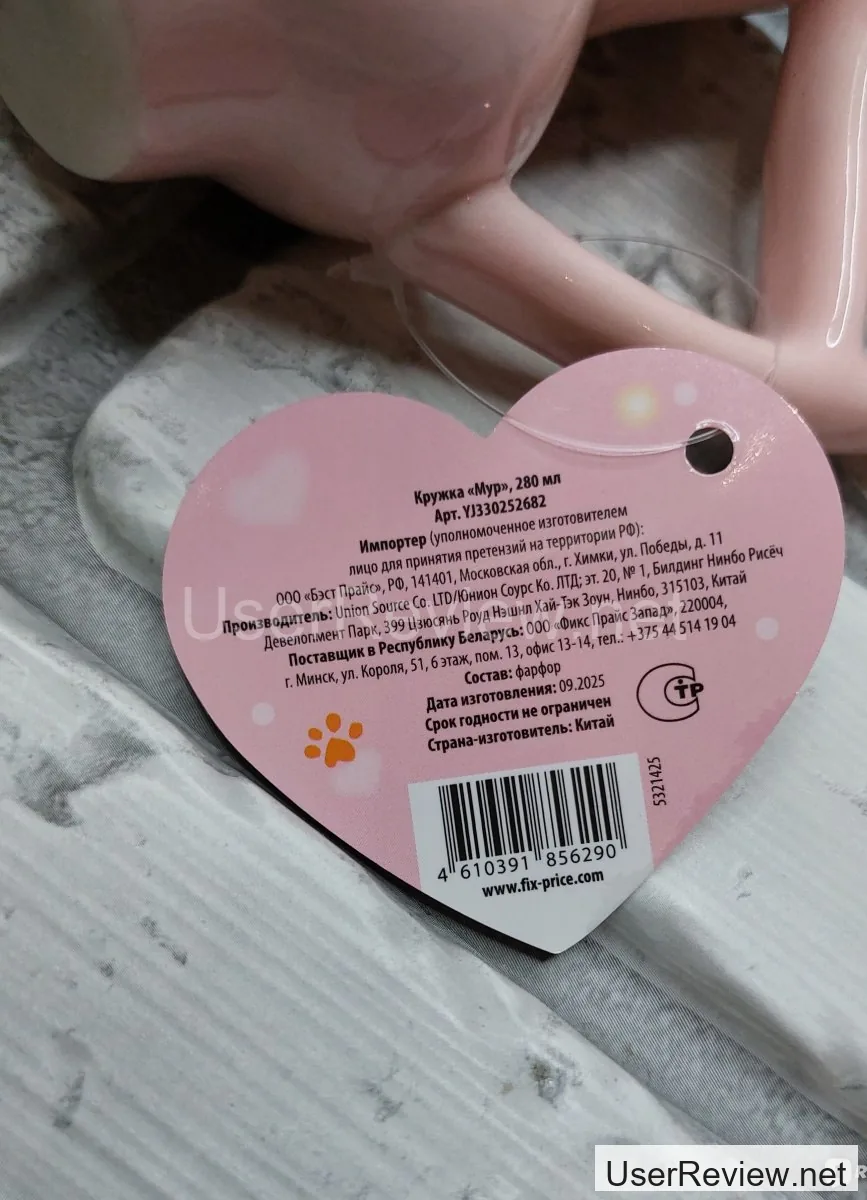 Кружка «Мур», 280 мл
Арт. YJ330252682
Импортер (уполномоченное изготовителем
лицо для принятия претензий на территории РФ):
ООО «Бэст Прайс», РФ, 141401, Московская обл., г. Химки, ул. Победы, д. 11
Производитель: Union Source Co. LTD/Юнион Соурс Ко. ЛТД; эт. 20, № 1, Билдинг Нинбо Рисёч
Девелопмент Парк, 399 Цзюсянь Роуд Нэшнл Хай-Тэк Зоун, Нинбо, 315103, Китай
Поставщик в Республику Беларусь: ООО «Фикс Прайс Запад», 220004,
г. Минск, ул. Короля, 51, 6 этаж, пом. 13, офис 13-14, тел.: +375 44 514 19 04
Состав: фарфор
Дата изготовления: 09.2025
Срок годности не ограничен
Страна-изготовитель: Китай
СТР
5321425
4 610391 856290
www.fix-price.com
UserReview.net
UserReview.net